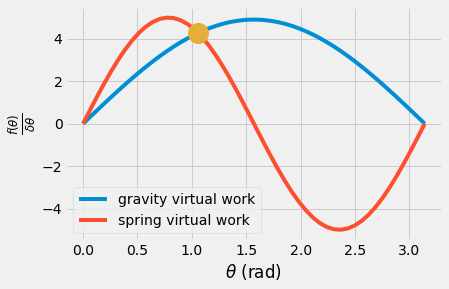 4
2
0
−2
−4
f(θ)
δθ
gravity virtual work
spring virtual work
0.0 0.5 1.0 1.5 2.0 2.5 3.0
θ (rad)